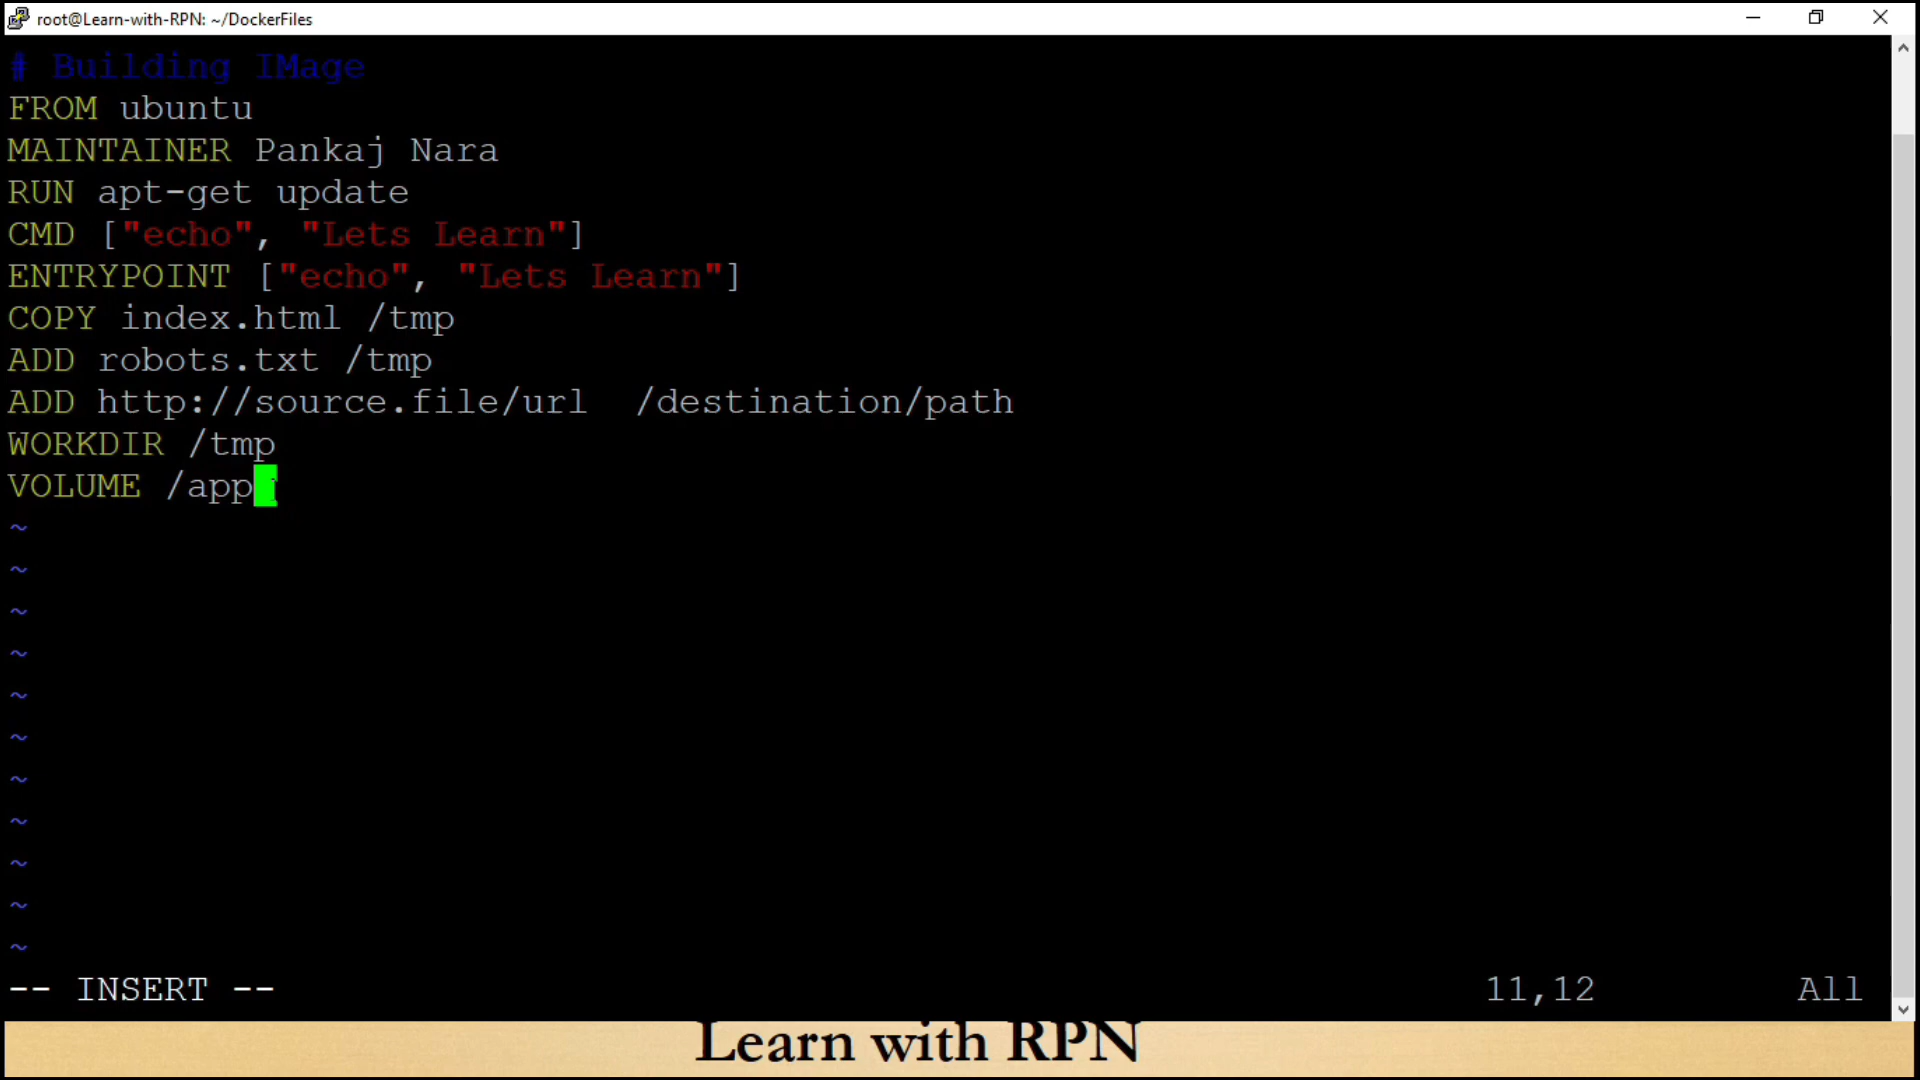 root@Learn-with-RPN: ~/DockerFiles
# Building IMage
FROM ubuntu
MAINTAINER Pankaj Nara
RUN apt-get update
CMD ["echo", "Lets Learn"]
ENTRYPOINT ["echo", "Lets Learn"]
COPY index.html /tmp
ADD robots.txt /tmp
ADD http://source.file/url  /destination/path
WORKDIR /tmp
VOLUME /app
~
~
~
~
~
~
~
~
~
~
~
-- INSERT -- 11,12 All
Learn with RPN